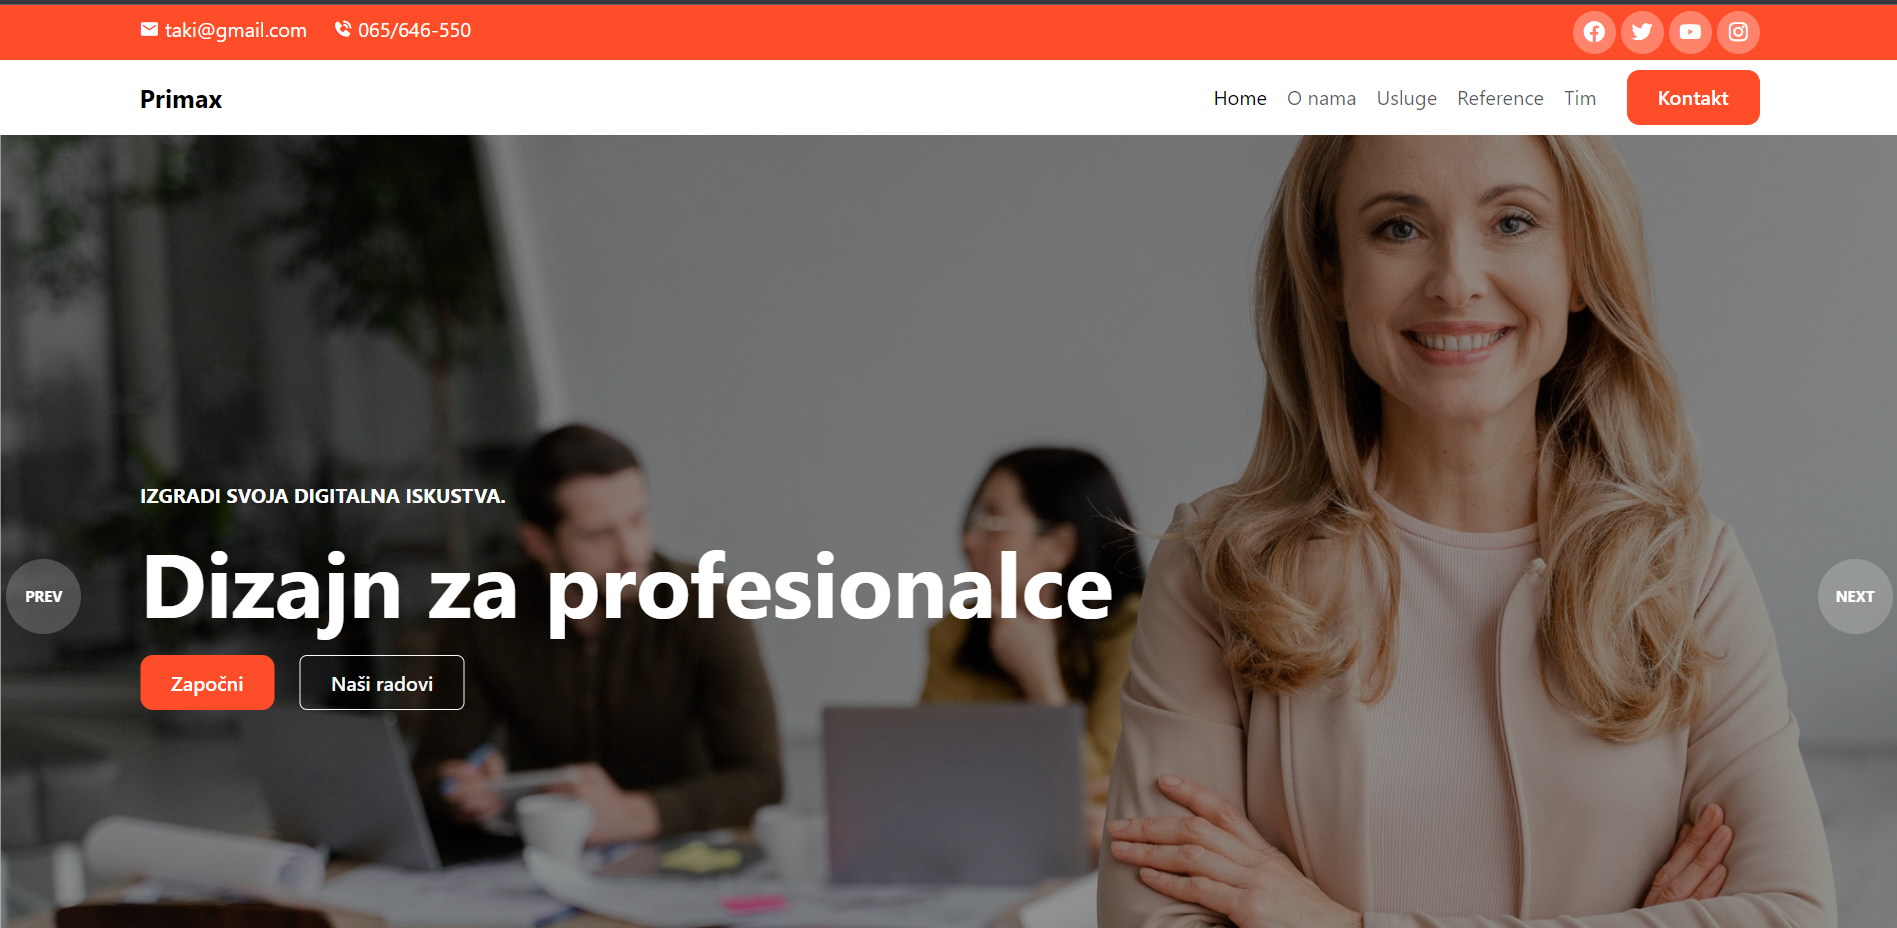 taki@gmail.com 065/646-550
Primax Home O nama Usluge Reference Tim Kontakt
IZGRADI SVOJA DIGITALNA ISKUSTVA.
Dizajn za profesionalce
PREV NEXT
Započni Naši radovi